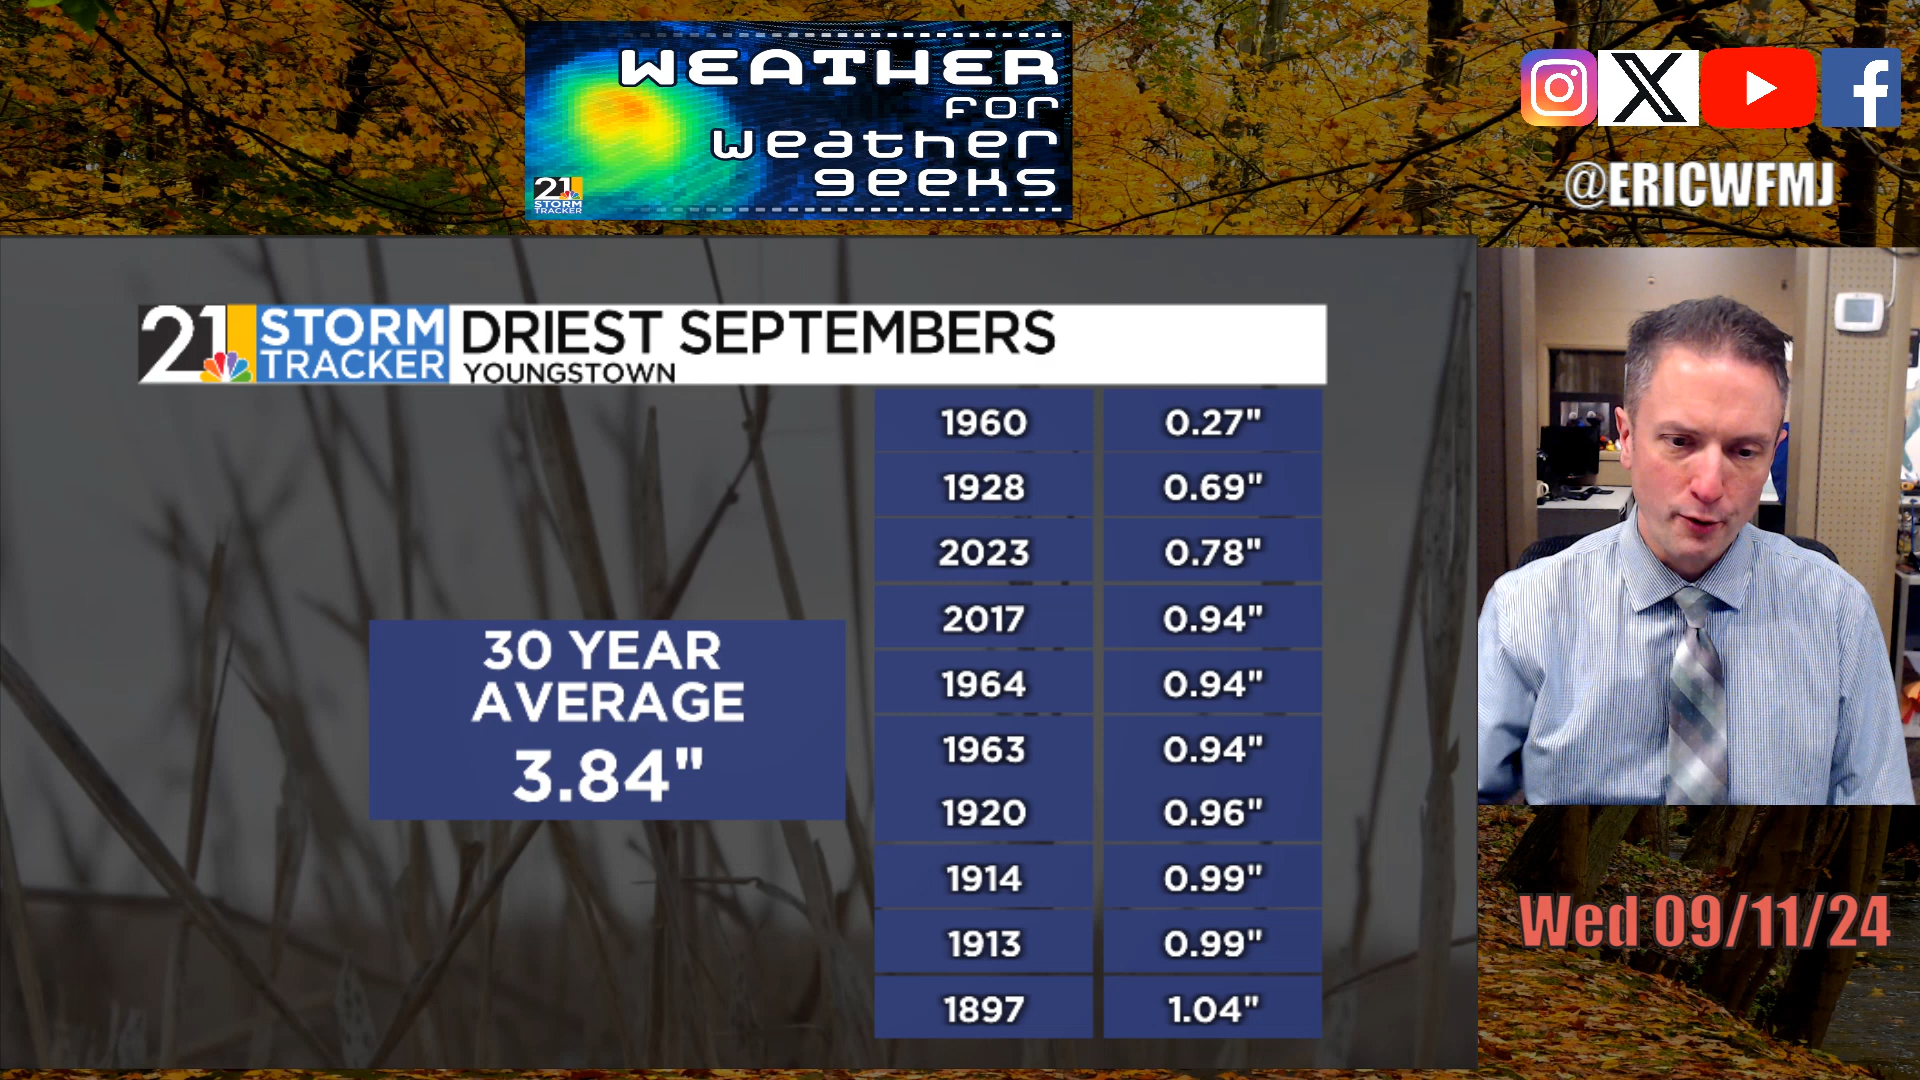 WEATHER
FOR
weather
geeks
21
STORM
TRACKER
@ERICWFMJ
21 STORM TRACKER
DRIEST SEPTEMBERS
YOUNGSTOWN
30 YEAR
AVERAGE
3.84"
1960 0.27"
1928 0.69"
2023 0.78"
2017 0.94"
1964 0.94"
1963 0.94"
1920 0.96"
1914 0.99"
1913 0.99"
1897 1.04"
Wed 09/11/24